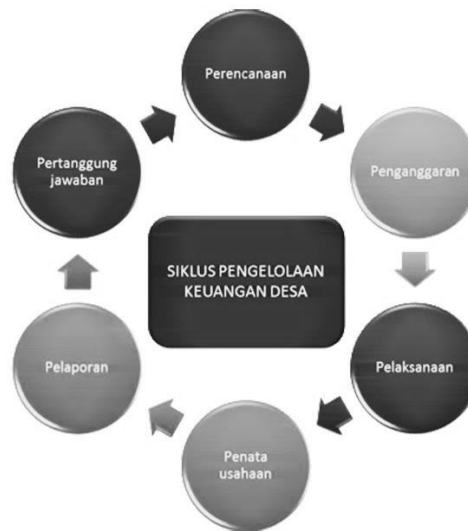 Perencanaan
Penganggaran
Pelaksanaan
Penata
usahaan
Pelaporan
Pertanggung
jawaban
SIKLUS PENGELOLAAN
KEUANGAN DESA